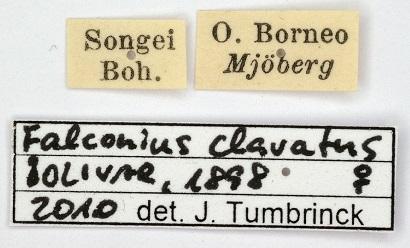 Songei
Boh.
O. Borneo
Mjöberg
Falconius clavatus
BOLIVAR, 1898 ♀
2010 det. J. Tumbrinck